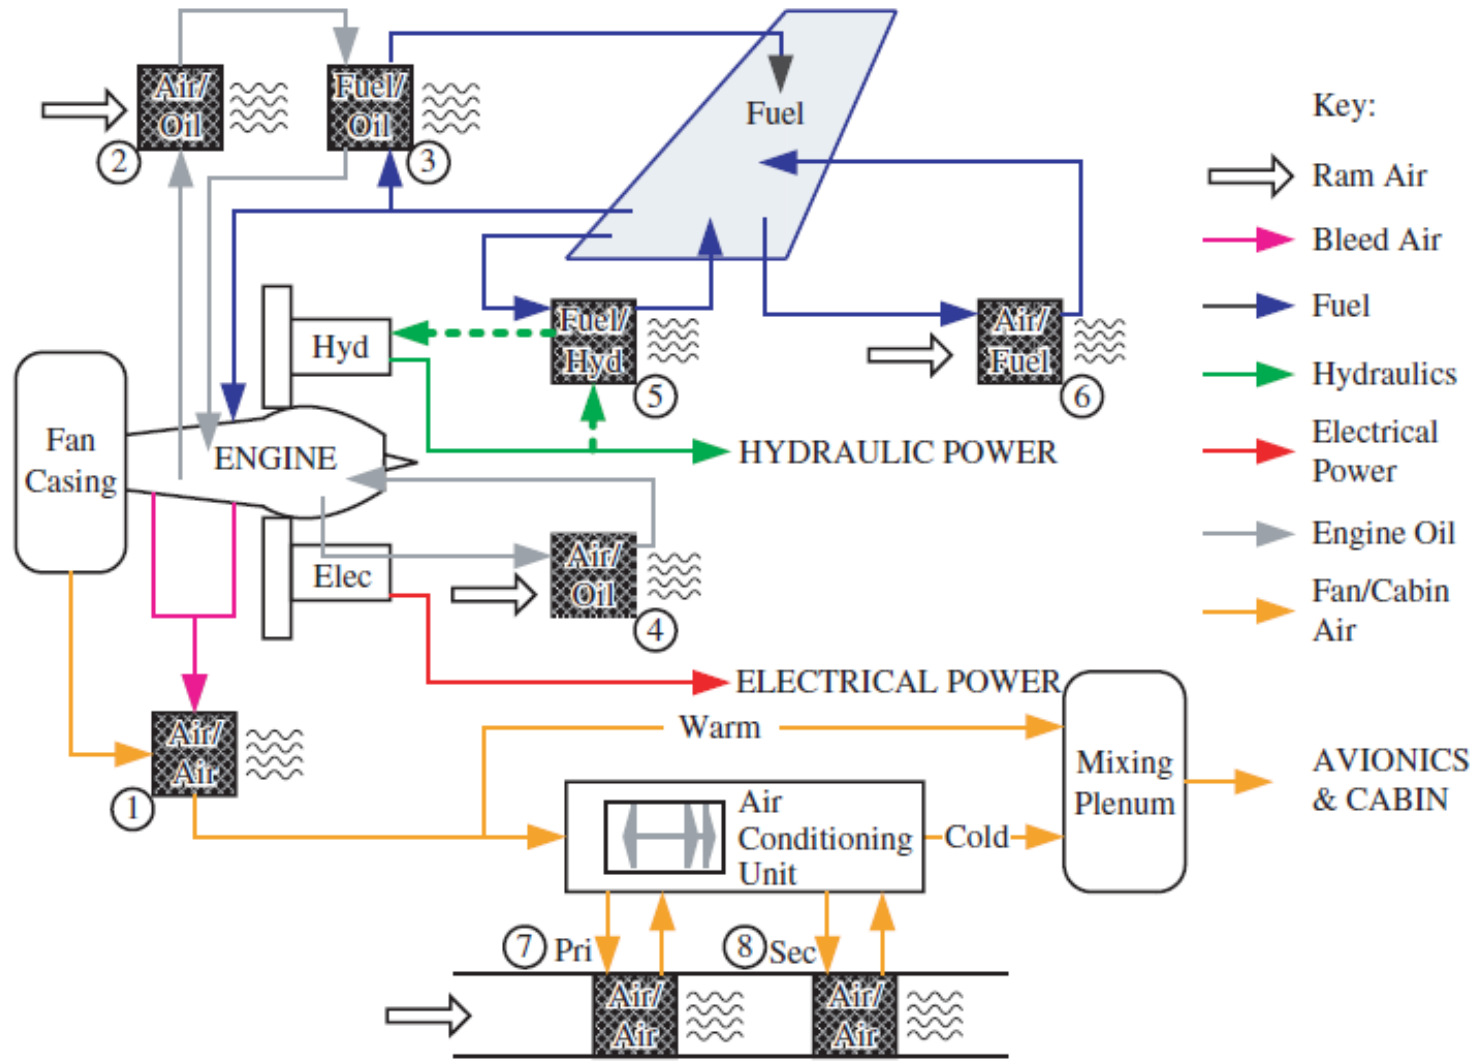 Air/
Oil
2
Fuel/
Oil
3
Fuel
Key:
Ram Air
Bleed Air
Fuel
Hydraulics
Electrical
Power
Engine Oil
Fan/Cabin
Air
Hyd
Fuel/
Hyd
5
Air/
Fuel
6
Fan
Casing
ENGINE
HYDRAULIC POWER
Elec
Air/
Oil
4
ELECTRICAL POWER
Air/
Air
1
Warm
Air
Conditioning
Unit
Cold
Mixing
Plenum
AVIONICS
& CABIN
7 Pri
8 Sec
Air/
Air
Air/
Air